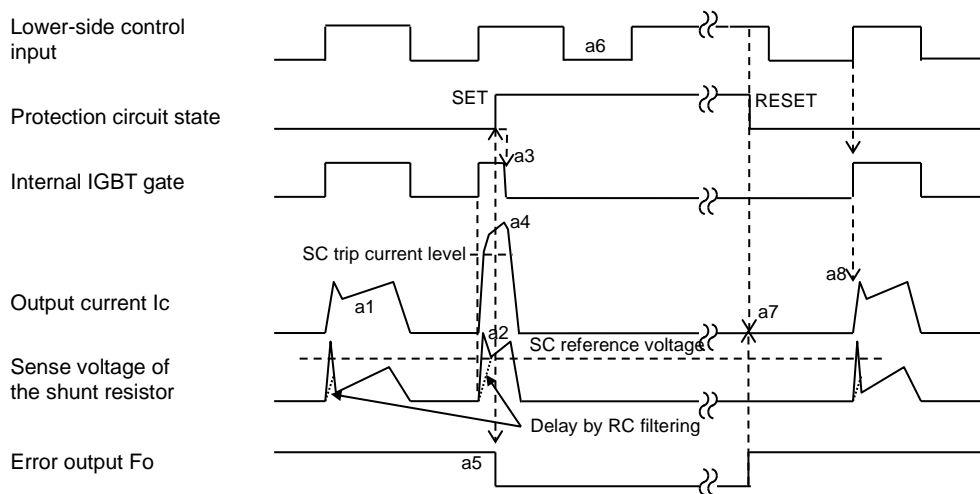 Lower-side control
input
a6
SET
RESET
Protection circuit state
a3
Internal IGBT gate
a4
SC trip current level
a8
Output current Ic
a1
a7
a2
SC reference voltage
Sense voltage of
the shunt resistor
Delay by RC filtering
Error output Fo
a5